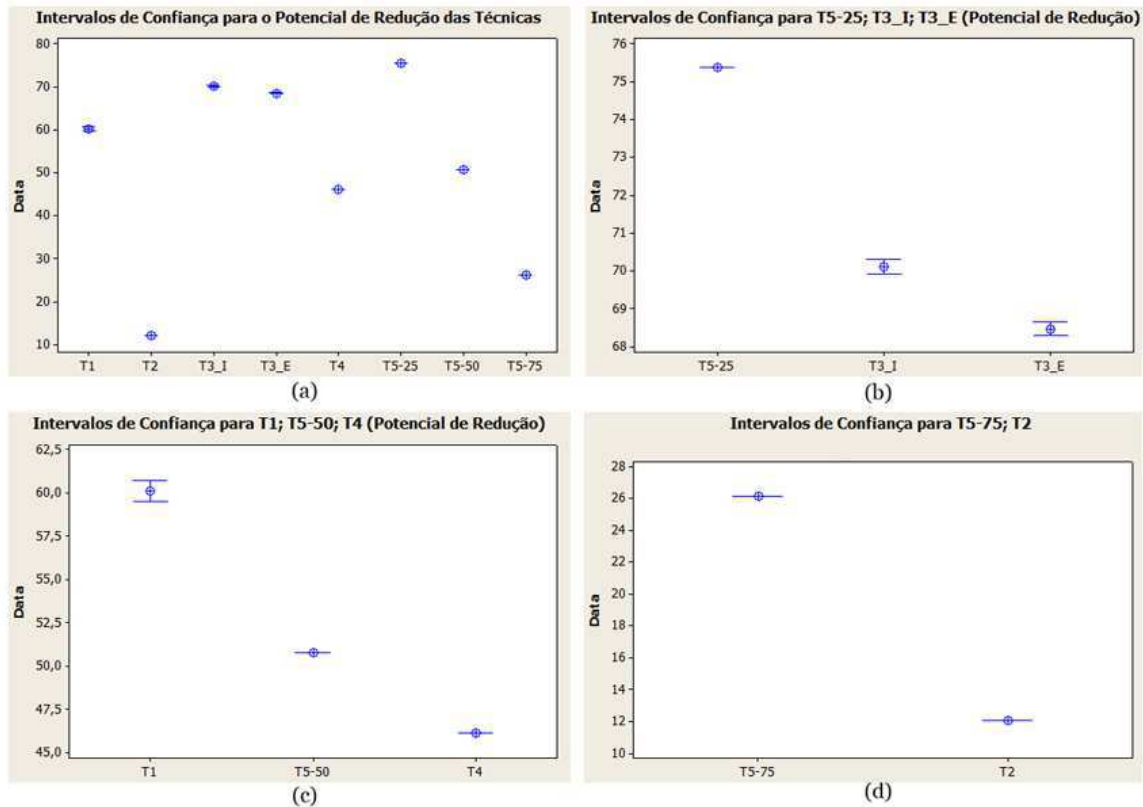 Intervalos de Confiança para o Potencial de Redução das Técnicas
80
70
60
50
40
30
20
10
Data
T1 T2 T3_I T3_E T4 T5-25 T5-50 T5-75
(a)
Intervalos de Confiança para T5-25; T3_I; T3_E (Potencial de Redução)
76
75
74
73
72
71
70
69
68
Data
T5-25 T3_I T3_E
(b)
Intervalos de Confiança para T1; T5-50; T4 (Potencial de Redução)
62,5
60,0
57,5
55,0
52,5
50,0
47,5
45,0
Data
T1 T5-50 T4
(c)
Intervalos de Confiança para T5-75; T2
28
26
24
22
20
18
16
14
12
10
Data
T5-75 T2
(d)